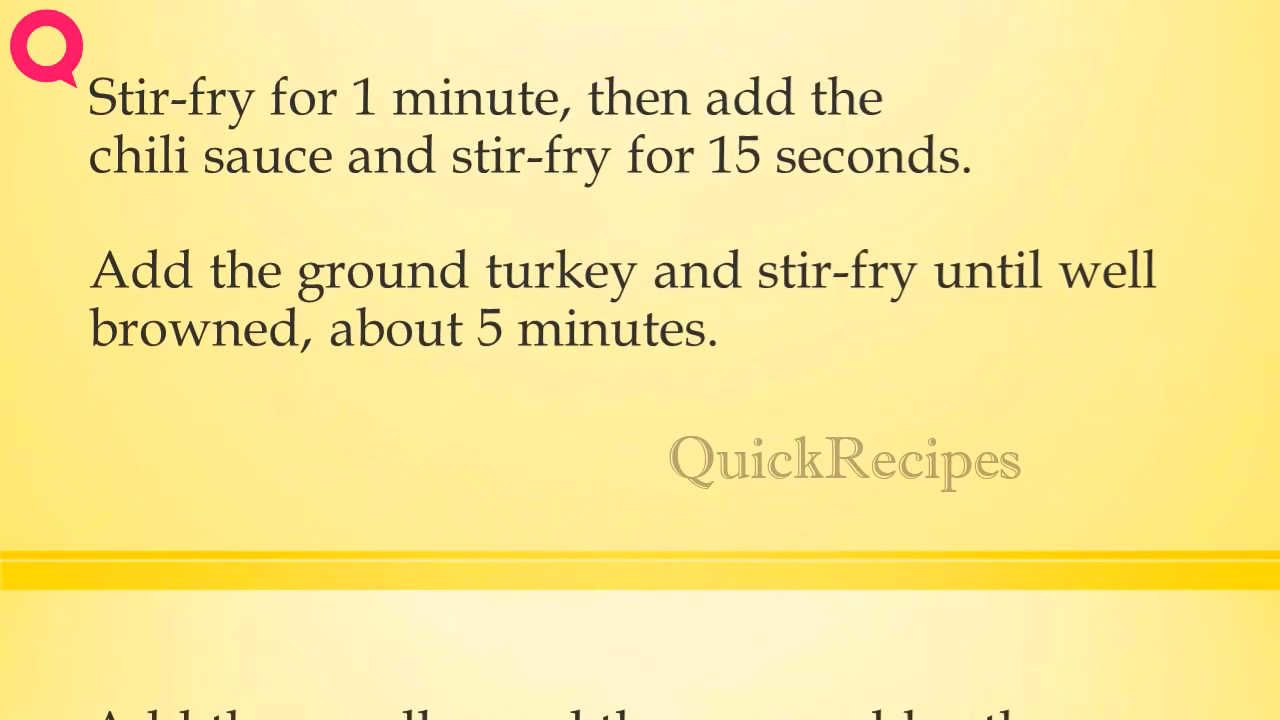 Stir-fry for 1 minute, then add the
chili sauce and stir-fry for 15 seconds.
Add the ground turkey and stir-fry until well
browned, about 5 minutes.
QuickRecipes